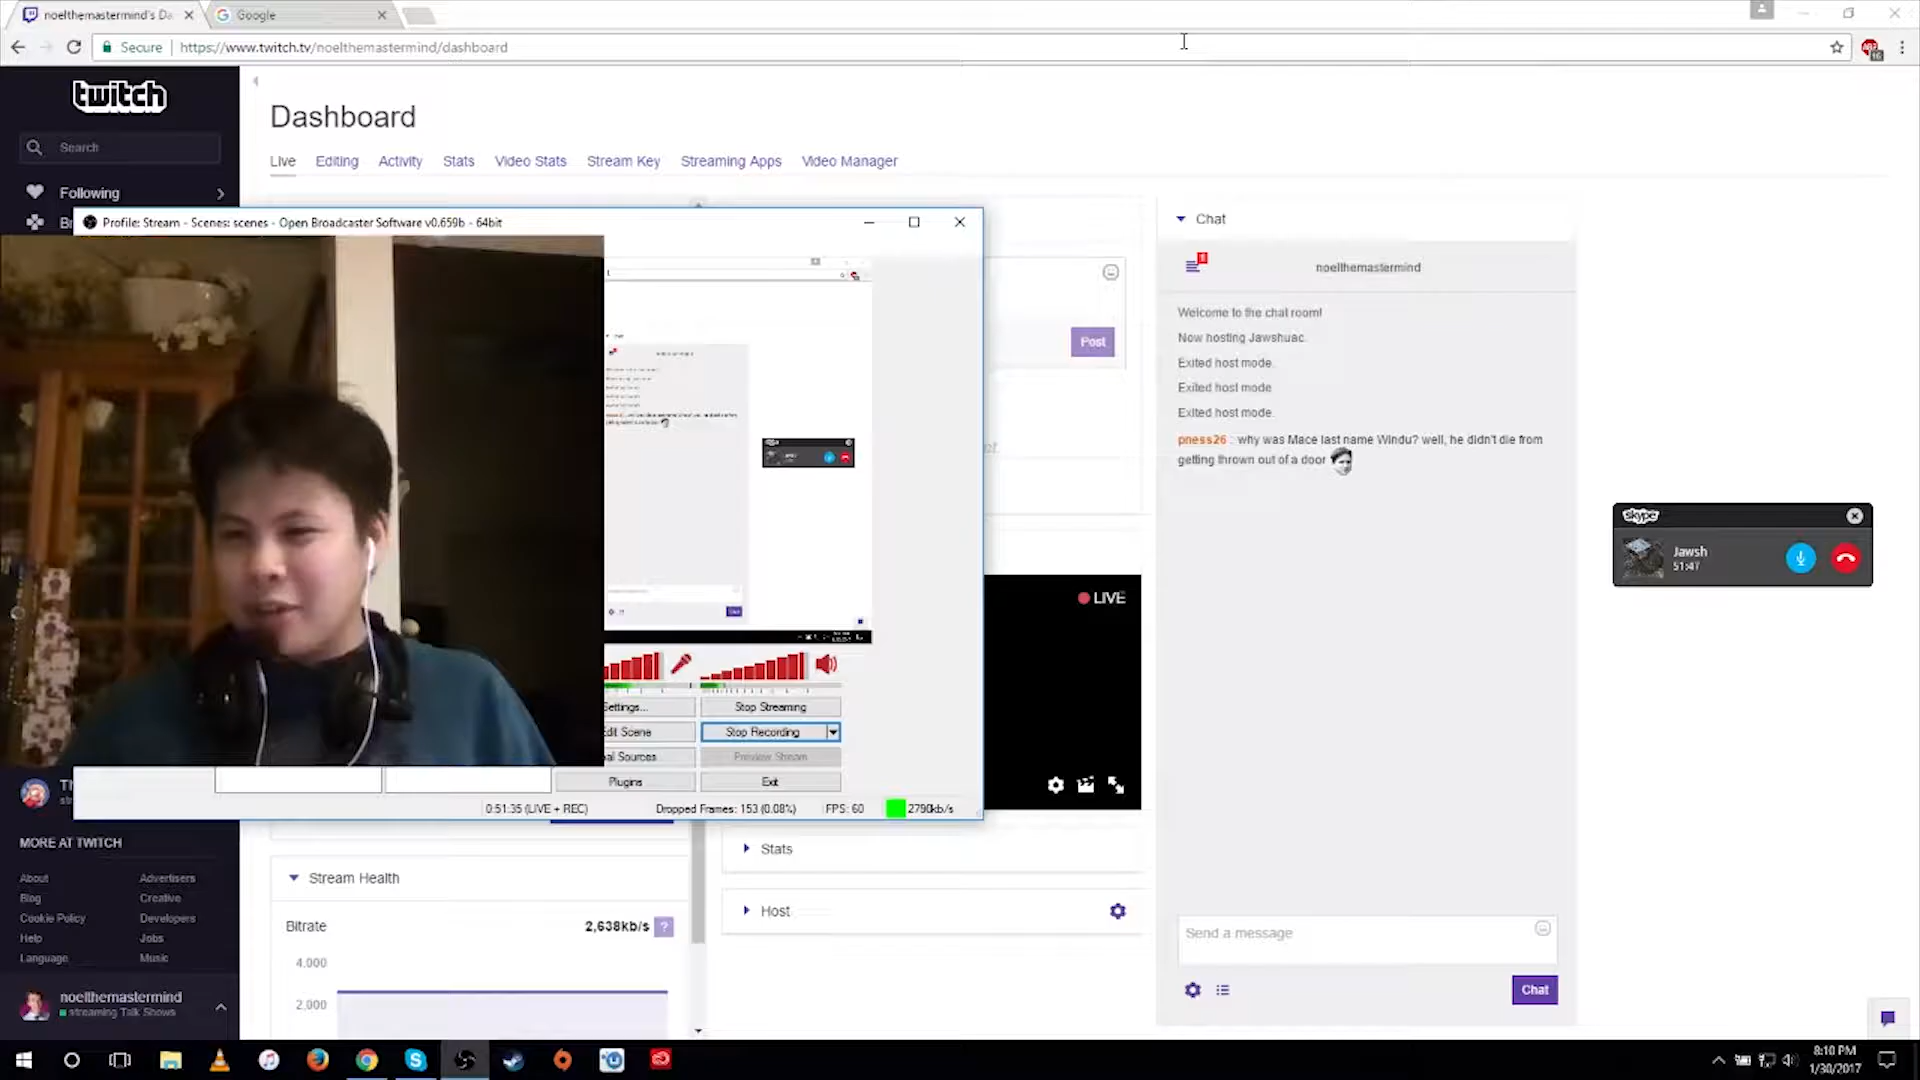 noelthemastermind's Da
Google
Secure
https://www.twitch.tv/noelthemastermind/dashboard
twitch
Search
Following
Dashboard
Live Editing Activity Stats Video Stats Stream Key Streaming Apps Video Manager
Profile: Stream - Scenes: scenes - Open Broadcaster Software v0.659b - 64bit
Post
Stop Streaming
Stop Recording
Preview Stream
Plugins
Exit
0:51:35 (LIVE + REC)
Dropped Frames: 153 (0.08%)
FPS: 60
2790kb/s
LIVE
Stats
Host
Stream Health
Bitrate
2,638kb/s ?
4,000
2,000
MORE AT TWITCH
About Advertisers
Blog Creative
Cookie Policy Developers
Help Jobs
Language Music
noelthemastermind
streaming Talk Shows
Chat
noelthemastermind
Welcome to the chat room!
Now hosting Jawshuac.
Exited host mode.
Exited host mode
Exited host mode.
pness26 : why was Mace last name Windu? well, he didn't die from
getting thrown out of a door
Send a message
Chat
skype
Jawsh
51:47
8:10 PM
1/30/2017